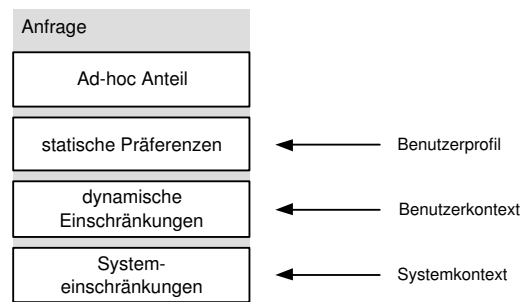 Anfrage
Ad-hoc Anteil
statische Präferenzen
Benutzerprofil
dynamische
Einschränkungen
Benutzerkontext
System-
einschränkungen
Systemkontext